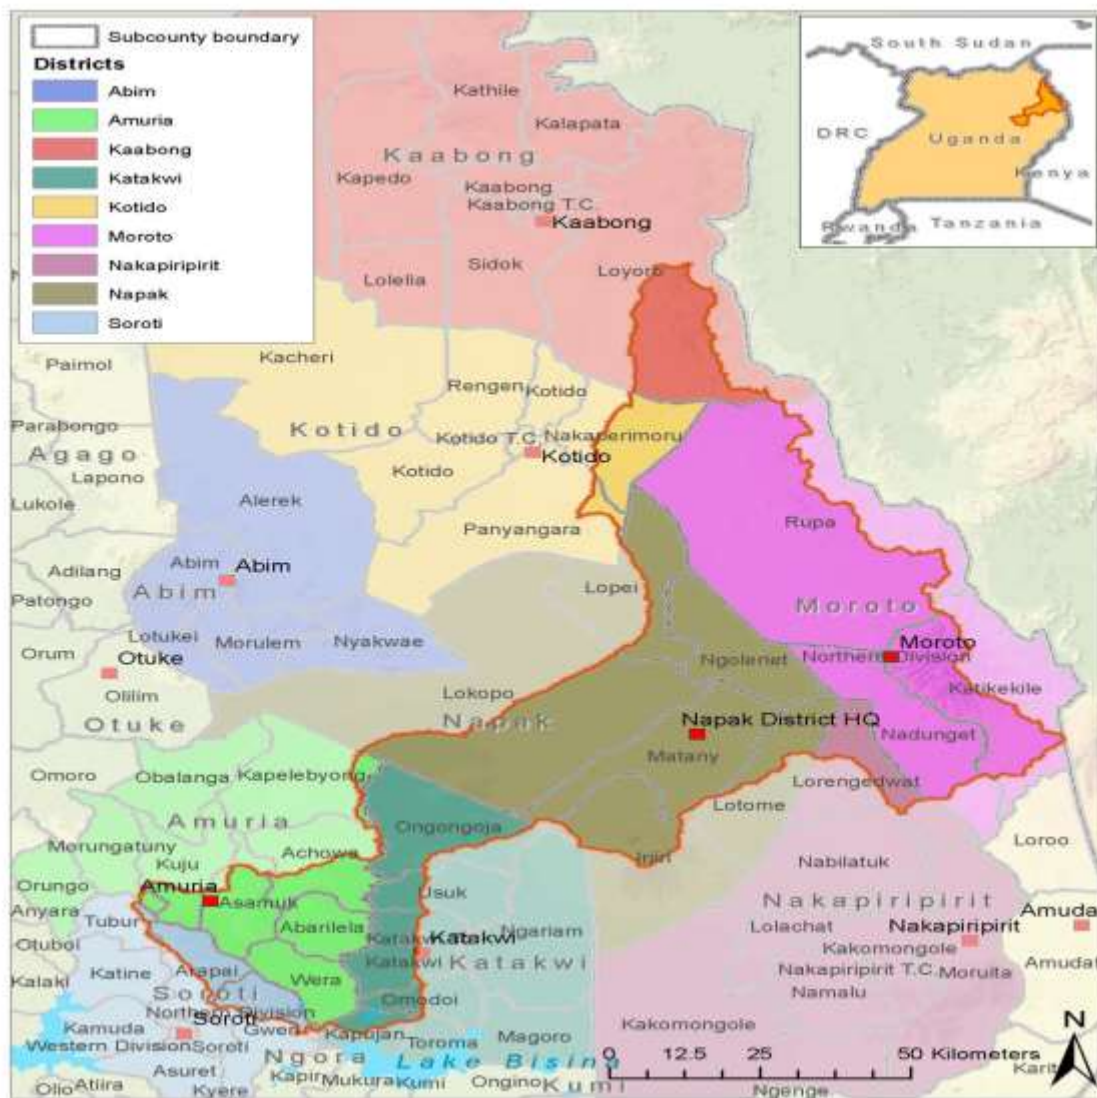 Subcounty boundary
Districts
Abim
Amuria
Kaabong
Katakwi
Kotido
Moroto
Nakapiripirit
Napak
Soroti
South Sudan
DRC
Uganda
Kenya
Rwanda
Tanzania
Kathile
Kalapata
Kaabong
Kapedo
Kaabong
Kaabong T.C.
Kaabong
Sidok
Loyoro
Lolelia
Paimol
Kacheri
Rengen
Kotido
Parabongo
Kotido
Kotido T.C
Nakaperimoru
Agago
Kotido
Lapono
Kotido
Lukole
Alerek
Panyangara
Rupa
Abim
Abim
Adilang
Abim
Lopei
Patongo
Moroto
Lotukei
Morulem
Nyakwae
Orum
Otuke
Ngoleriet
Northern Division
Moroto
Olilim
Lokopo
Katikekile
Otuke
Napak
Napak District HQ
Nadunget
Matany
Omoro
Obalanga
Kapelebyong
Lorengedwat
Lotome
Amuria
Ongongoja
Loroo
Morungatuny
Achowa
Iriiri
Nabilatuk
Kuju
Orungo
Amuria
Asamuk
Usuk
Nakapiripirit
Anyara
Tubur
Abarilela
Ngariam
Lolachat
Nakapiripirit
Amuda
Otuboi
Katakwi
Katakwi
Kakomongole
Katine
Arapai
Wera
Katakwi
Katakwi
Nakapiripirit T.C.
Moruita
Amudat
Kalaki
Soroti
Omodoi
Namalu
Northern Division
Kamuda
Soroti
Gweri
Kapujan
Magoro
Kakomongole
N
Western Division
Soroti
Ngora
Toroma
Lake Bisina
0 12.5 25 50 Kilometers
Asuret
Kapir
Mukura
Kumi
Ongino
Kumi
Karit
Olio
Atiira
Kyere
Ngenge